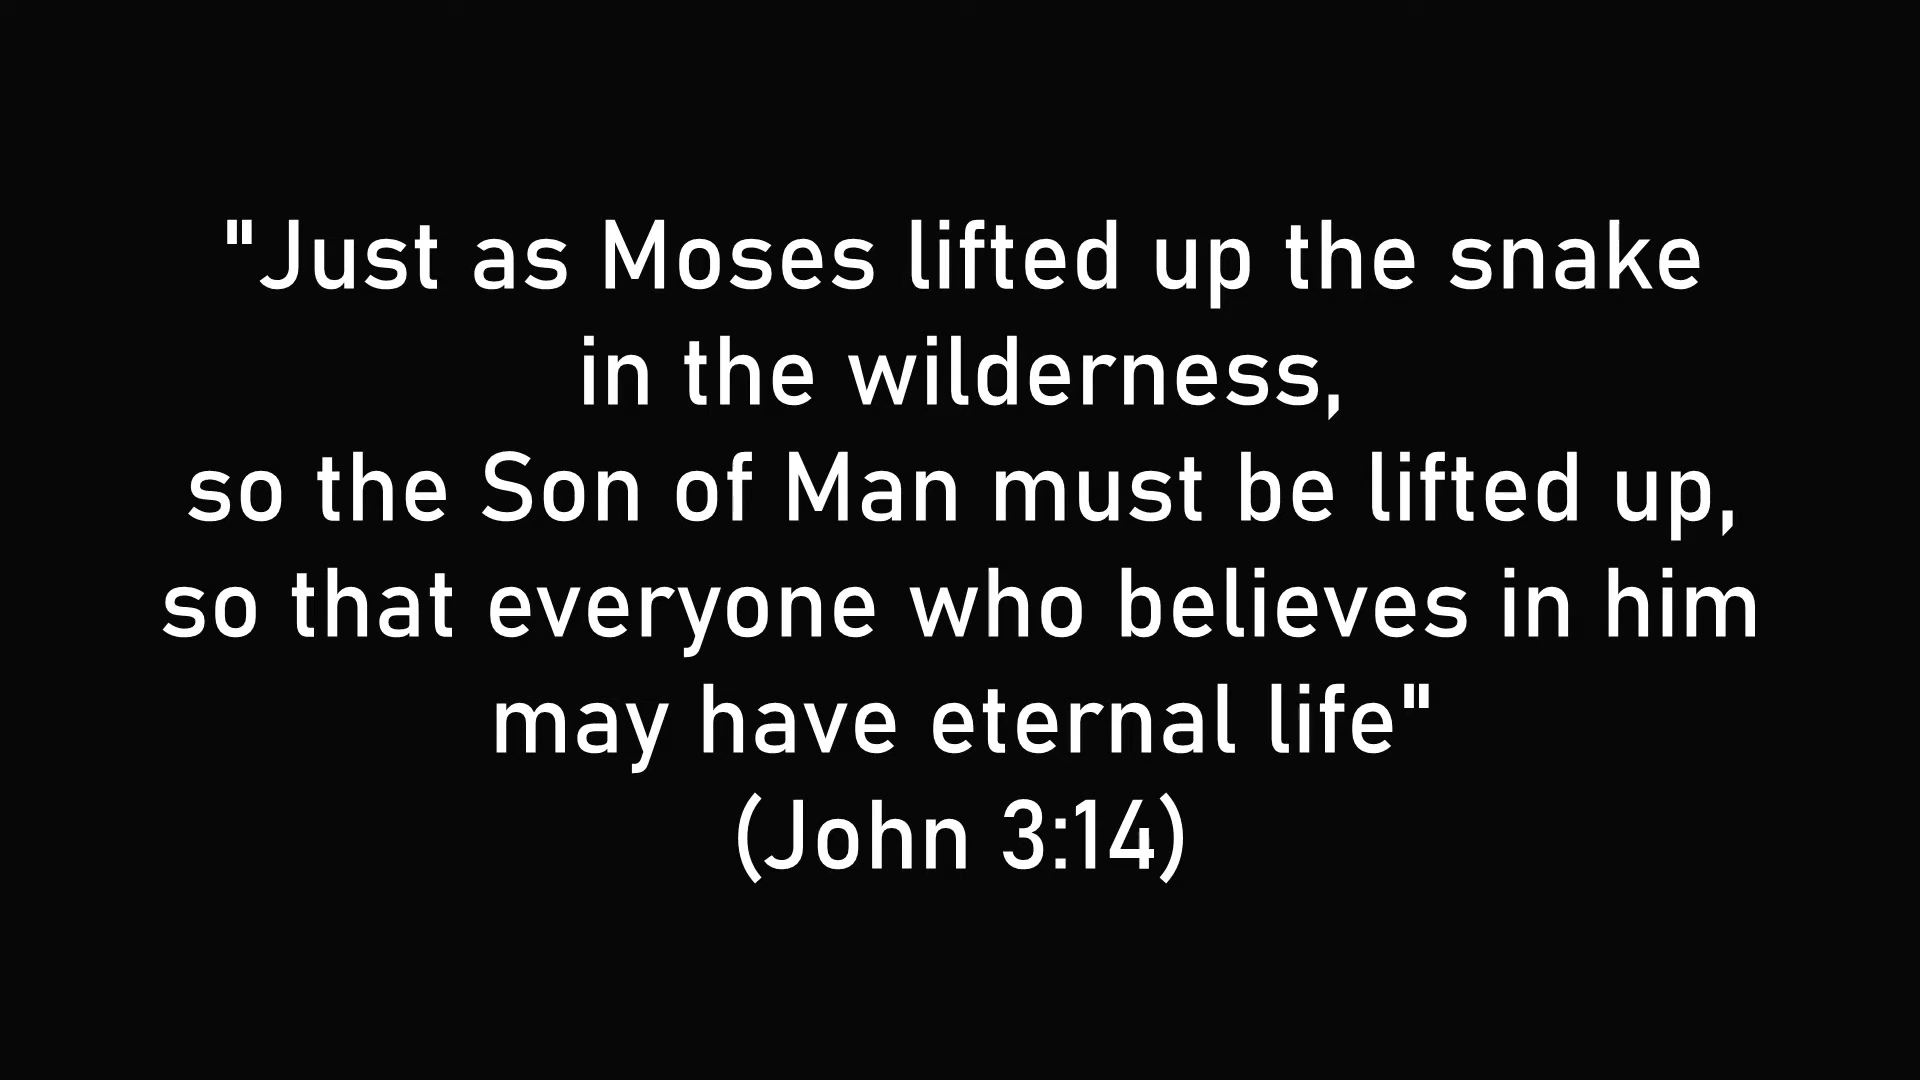 "Just as Moses lifted up the snake
in the wilderness,
so the Son of Man must be lifted up,
so that everyone who believes in him
may have eternal life"
(John 3:14)